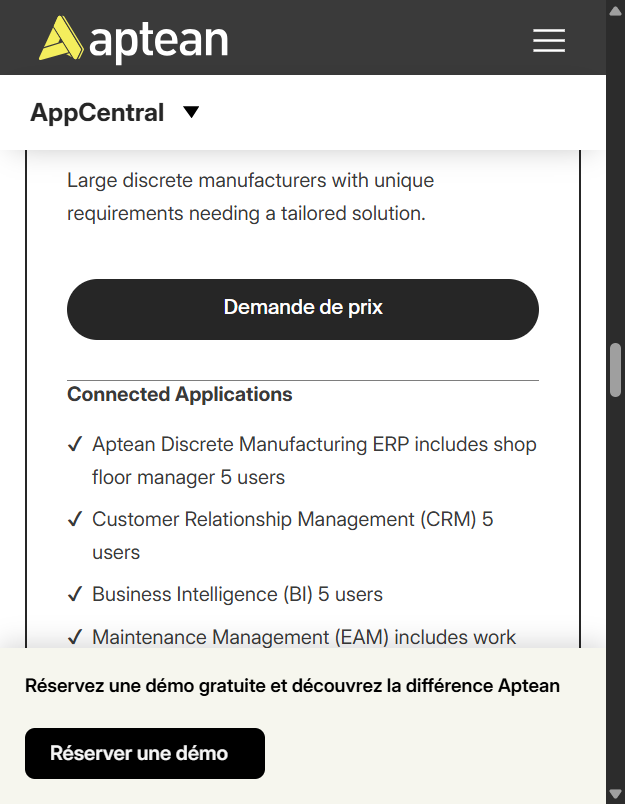 aptean
AppCentral
Large discrete manufacturers with unique
requirements needing a tailored solution.
Demande de prix
Connected Applications
✓ Aptean Discrete Manufacturing ERP includes shop
floor manager 5 users
✓ Customer Relationship Management (CRM) 5
users
✓ Business Intelligence (BI) 5 users
✓ Maintenance Management (EAM) includes work
Réservez une démo gratuite et découvrez la différence Aptean
Réserver une démo